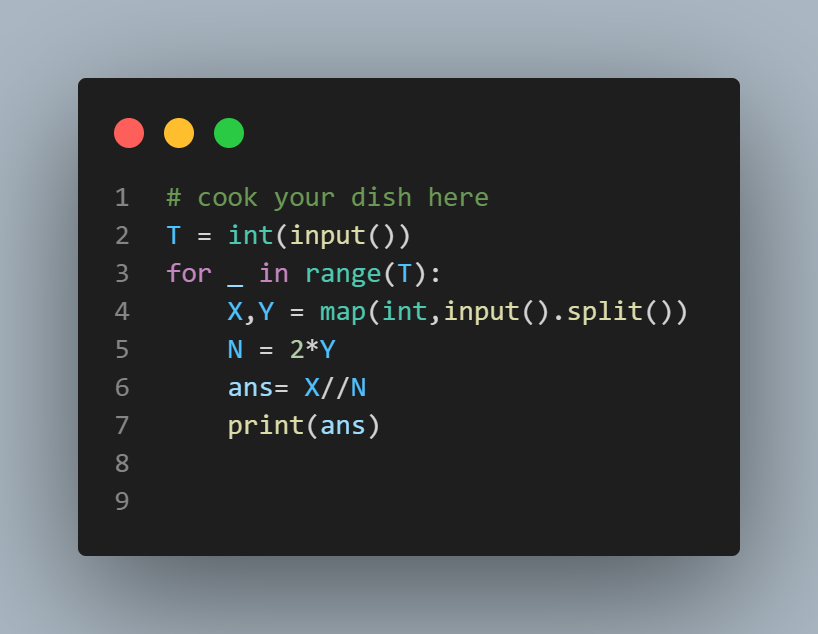 1 # cook your dish here
2 T = int(input())
3 for _ in range(T):
4     X,Y = map(int,input().split())
5     N = 2*Y
6     ans= X//N
7     print(ans)
8
9